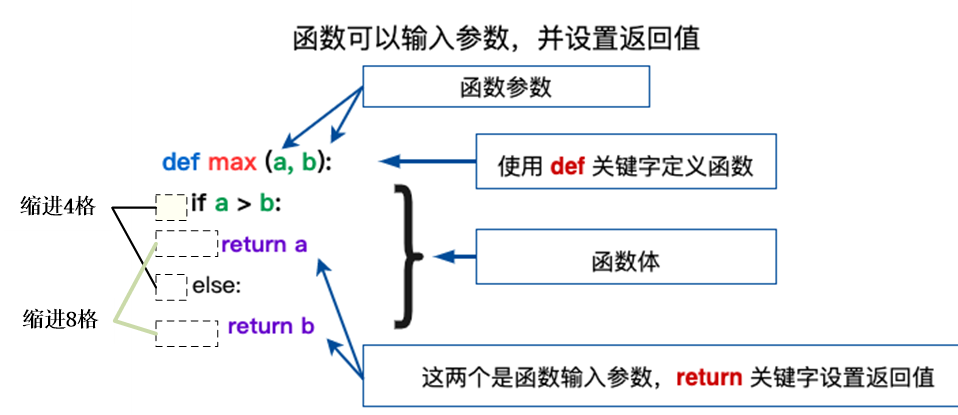 函数可以输入参数，并设置返回值
函数参数
def max (a, b):
使用 def 关键字定义函数
缩进4格
if a > b:
return a
函数体
else:
缩进8格
return b
这两个是函数输入参数，return 关键字设置返回值